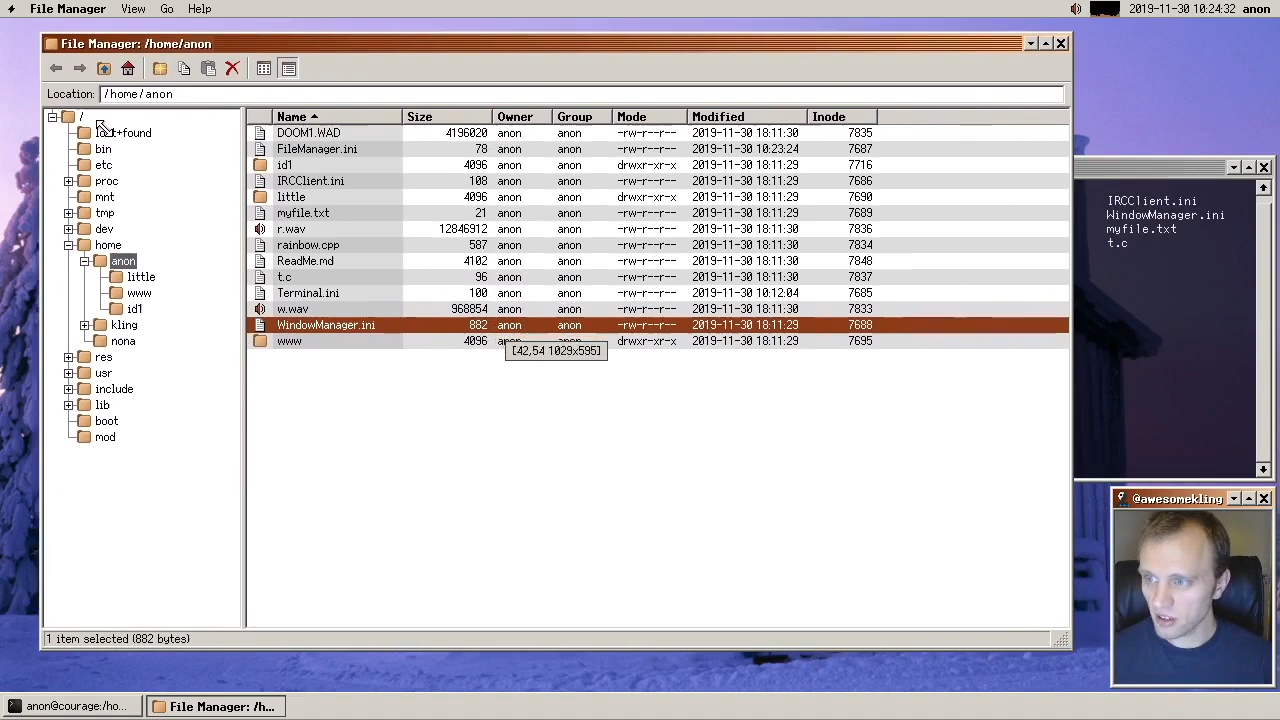 File Manager View Go Help 2019-11-30 10:24:32 anon
File Manager: /home/anon
Location: /home/anon
/
lost+found
bin
etc
proc
mnt
tmp
dev
home
anon
little
www
id1
kling
nona
res
usr
include
lib
boot
mod
Name Size Owner Group Mode Modified Inode
DOOM1.WAD 4196020 anon anon -rw-r--r-- 2019-11-30 18:11:30 7835
FileManager.ini 78 anon anon -rw-r--r-- 2019-11-30 10:23:24 7687
id1 4096 anon anon drwxr-xr-x 2019-11-30 18:11:29 7716
IRCClient.ini 108 anon anon -rw-r--r-- 2019-11-30 18:11:29 7686
little 4096 anon anon drwxr-xr-x 2019-11-30 18:11:29 7690
myfile.txt 21 anon anon -rw-r--r-- 2019-11-30 18:11:29 7689
r.wav 12846912 anon anon -rw-r--r-- 2019-11-30 18:11:30 7836
rainbow.cpp 587 anon anon -rw-r--r-- 2019-11-30 18:11:30 7834
ReadMe.md 4102 anon anon -rw-r--r-- 2019-11-30 18:11:30 7848
t.c 96 anon anon -rw-r--r-- 2019-11-30 18:11:30 7837
Terminal.ini 100 anon anon -rw-r--r-- 2019-11-30 10:12:04 7685
w.wav 968854 anon anon -rw-r--r-- 2019-11-30 18:11:30 7833
WindowManager.ini 882 anon anon -rw-r--r-- 2019-11-30 18:11:29 7688
www 4096 anon anon drwxr-xr-x 2019-11-30 18:11:29 7695
[42,54 1029x595]
1 item selected (882 bytes)
IRCClient.ini
WindowManager.ini
myfile.txt
t.c
@awesomekling
anon@courage:/ho...
File Manager: /h...